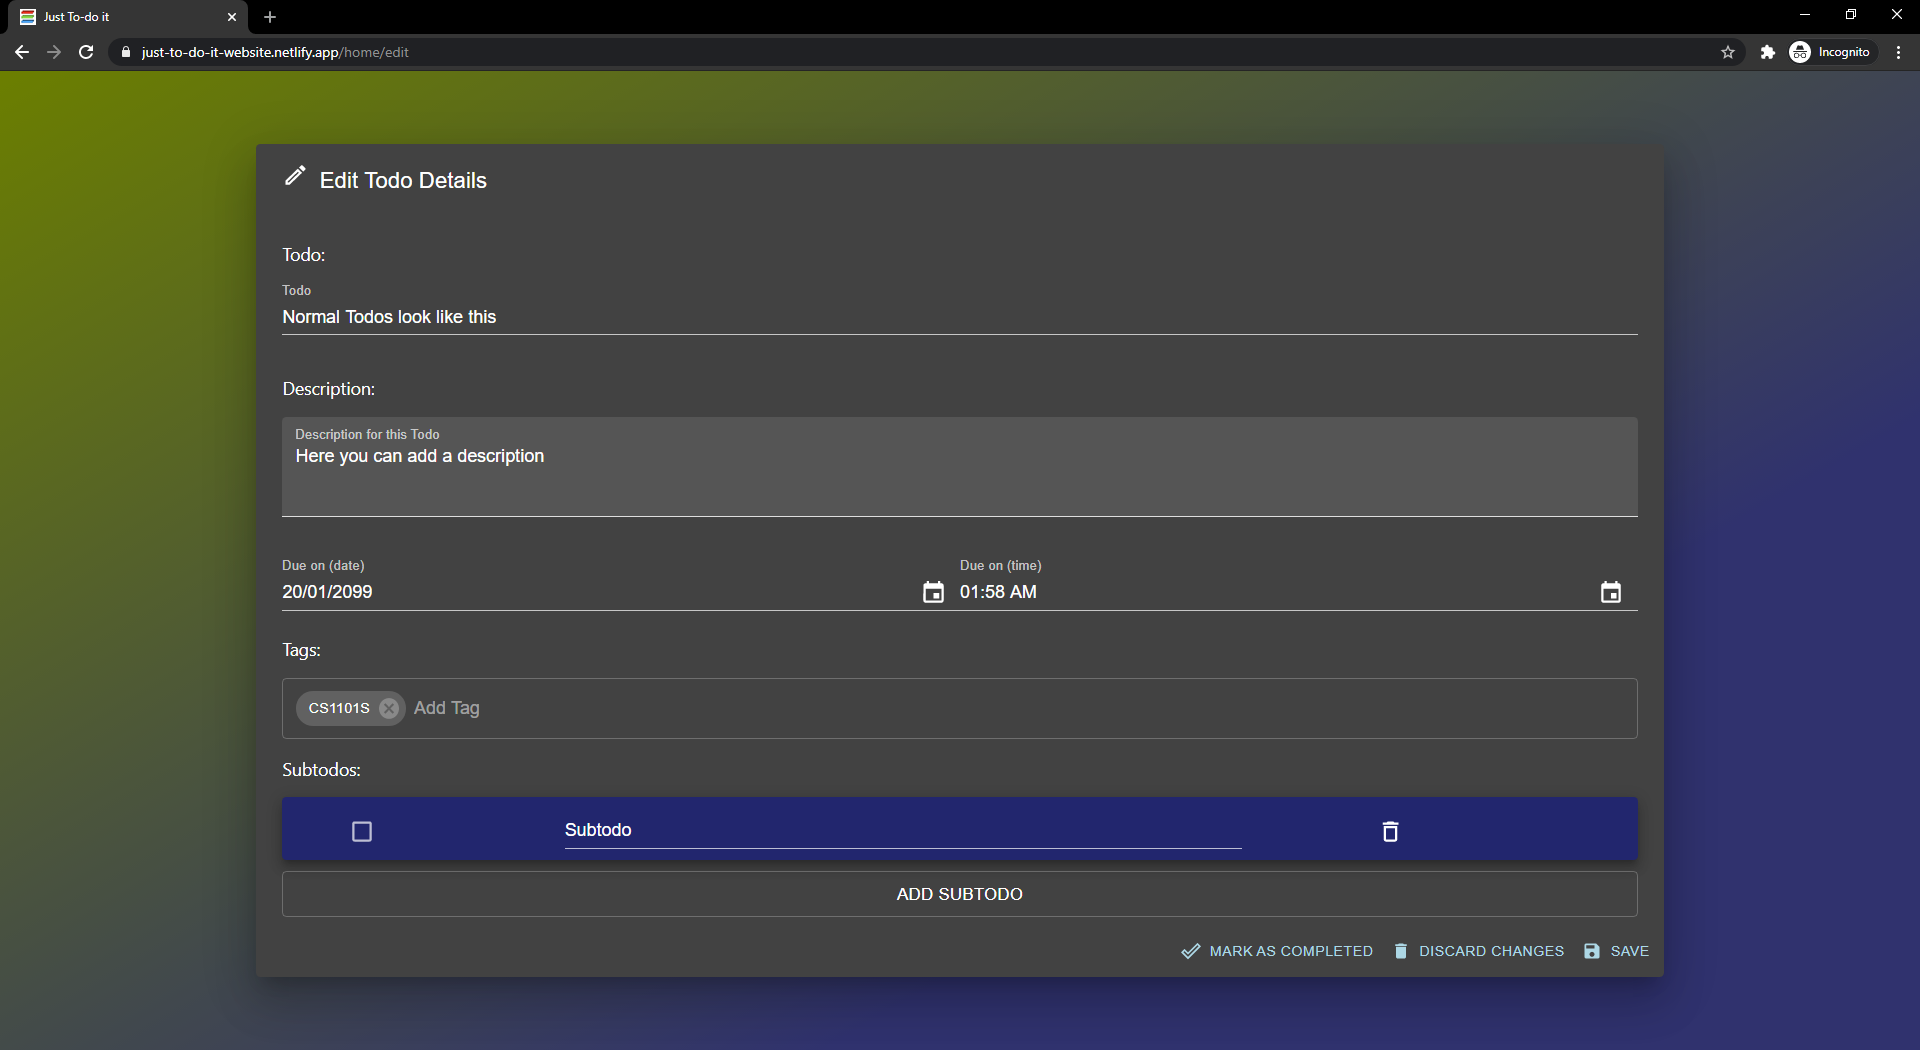 Just To-do it
just-to-do-it-website.netlify.app/home/edit
Incognito
Edit Todo Details
Todo:
Todo
Normal Todos look like this
Description:
Description for this Todo
Here you can add a description
Due on (date) Due on (time)
20/01/2099 01:58 AM
Tags:
CS1101S Add Tag
Subtodos:
Subtodo
ADD SUBTODO
MARK AS COMPLETED DISCARD CHANGES SAVE